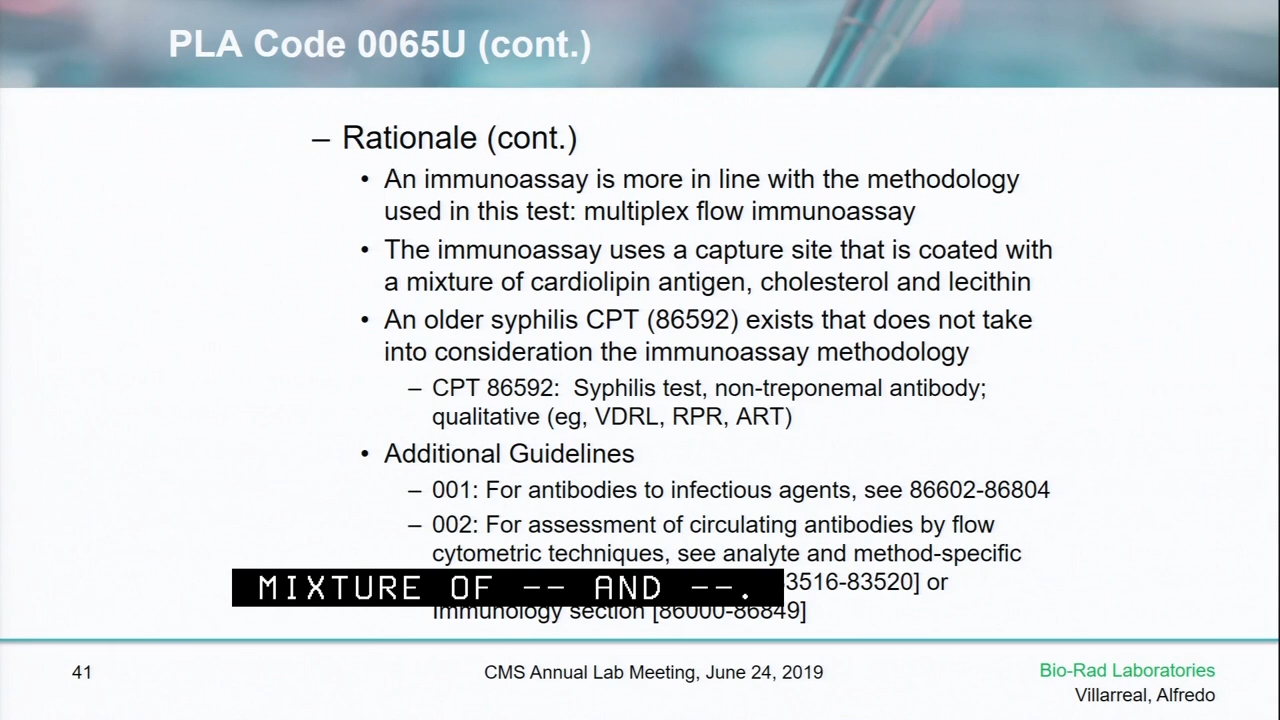 PLA Code 0065U (cont.)
– Rationale (cont.)
• An immunoassay is more in line with the methodology
used in this test: multiplex flow immunoassay
• The immunoassay uses a capture site that is coated with
a mixture of cardiolipin antigen, cholesterol and lecithin
• An older syphilis CPT (86592) exists that does not take
into consideration the immunoassay methodology
– CPT 86592: Syphilis test, non-treponemal antibody;
qualitative (eg, VDRL, RPR, ART)
• Additional Guidelines
– 001: For antibodies to infectious agents, see 86602-86804
– 002: For assessment of circulating antibodies by flow
cytometric techniques, see analyte and method-specific
3516-83520] or
Immunology section [86000-86849]
MIXTURE OF -- AND --.
41
CMS Annual Lab Meeting, June 24, 2019
Bio-Rad Laboratories
Villarreal, Alfredo